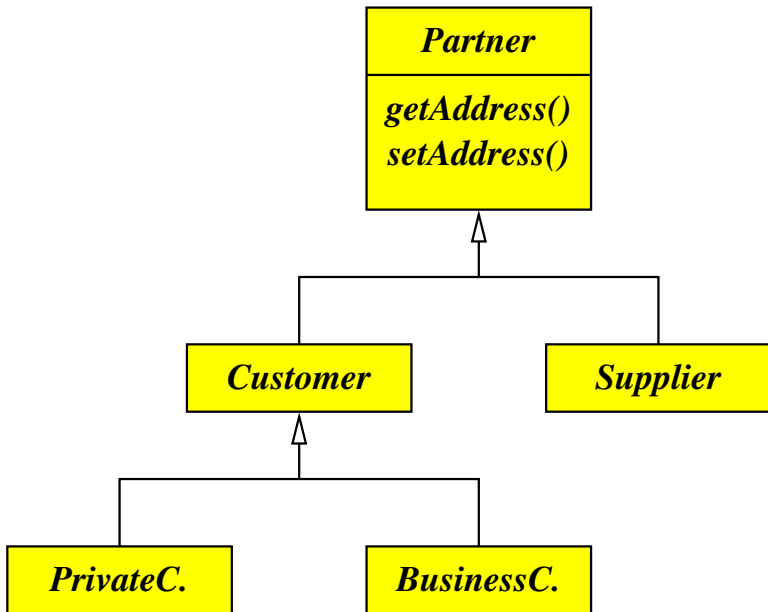 Partner
getAddress()
setAddress()
Customer
Supplier
PrivateC.
BusinessC.